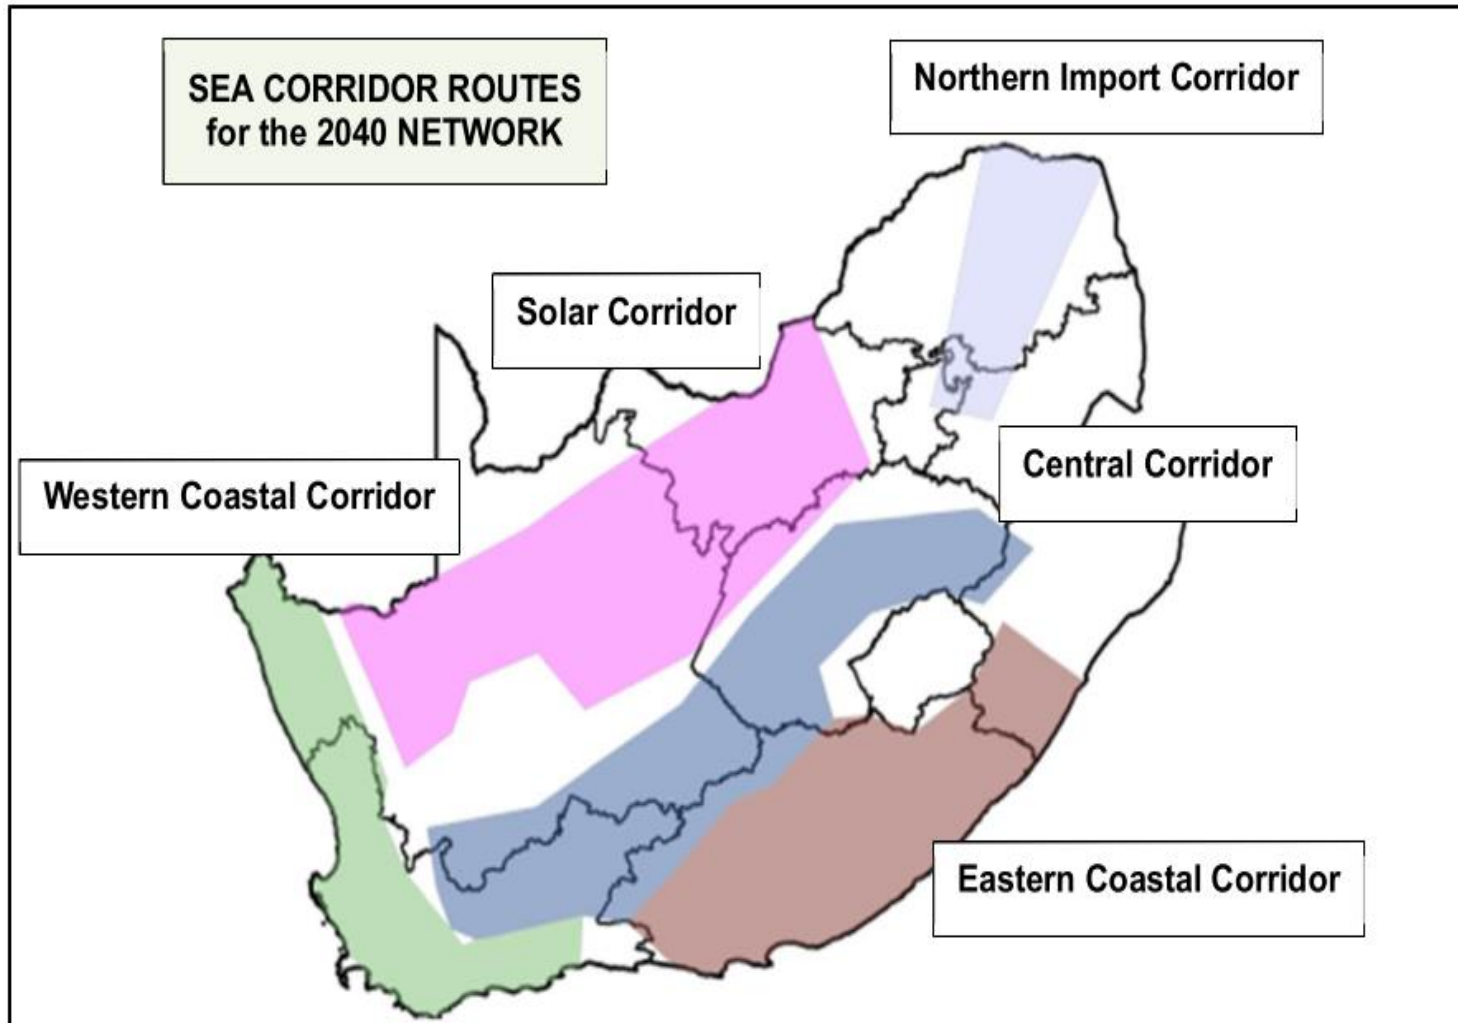 SEA CORRIDOR ROUTES
for the 2040 NETWORK
Northern Import Corridor
Solar Corridor
Central Corridor
Western Coastal Corridor
Eastern Coastal Corridor